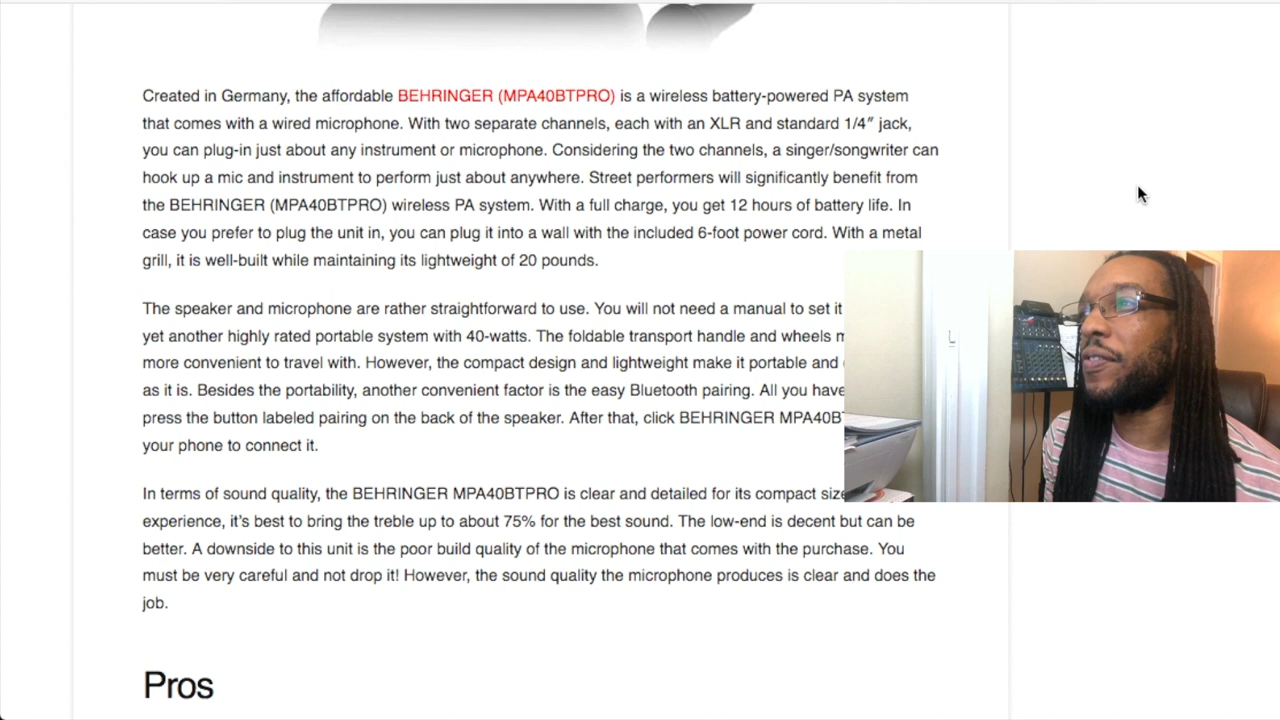 Created in Germany, the affordable BEHRINGER (MPA40BTPRO) is a wireless battery-powered PA system
that comes with a wired microphone. With two separate channels, each with an XLR and standard 1/4″ jack,
you can plug-in just about any instrument or microphone. Considering the two channels, a singer/songwriter can
hook up a mic and instrument to perform just about anywhere. Street performers will significantly benefit from
the BEHRINGER (MPA40BTPRO) wireless PA system. With a full charge, you get 12 hours of battery life. In
case you prefer to plug the unit in, you can plug it into a wall with the included 6-foot power cord. With a metal
grill, it is well-built while maintaining its lightweight of 20 pounds.
The speaker and microphone are rather straightforward to use. You will not need a manual to set it
yet another highly rated portable system with 40-watts. The foldable transport handle and wheels
more convenient to travel with. However, the compact design and lightweight make it portable and
as it is. Besides the portability, another convenient factor is the easy Bluetooth pairing. All you have
press the button labeled pairing on the back of the speaker. After that, click BEHRINGER
your phone to connect it.
In terms of sound quality, the BEHRINGER MPA40BTPRO is clear and detailed for its compact size
experience, it's best to bring the treble up to about 75% for the best sound. The low-end is decent but can be
better. A downside to this unit is the poor build quality of the microphone that comes with the purchase. You
must be very careful and not drop it! However, the sound quality the microphone produces is clear and does the
job.
Pros